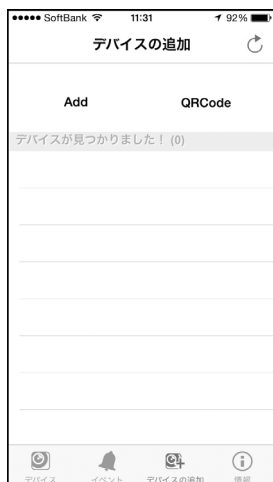 SoftBank 11:31 92%
デバイスの追加
Add QRCode
デバイスが見つかりました！ (0)
デバイス イベント デバイスの追加 情報